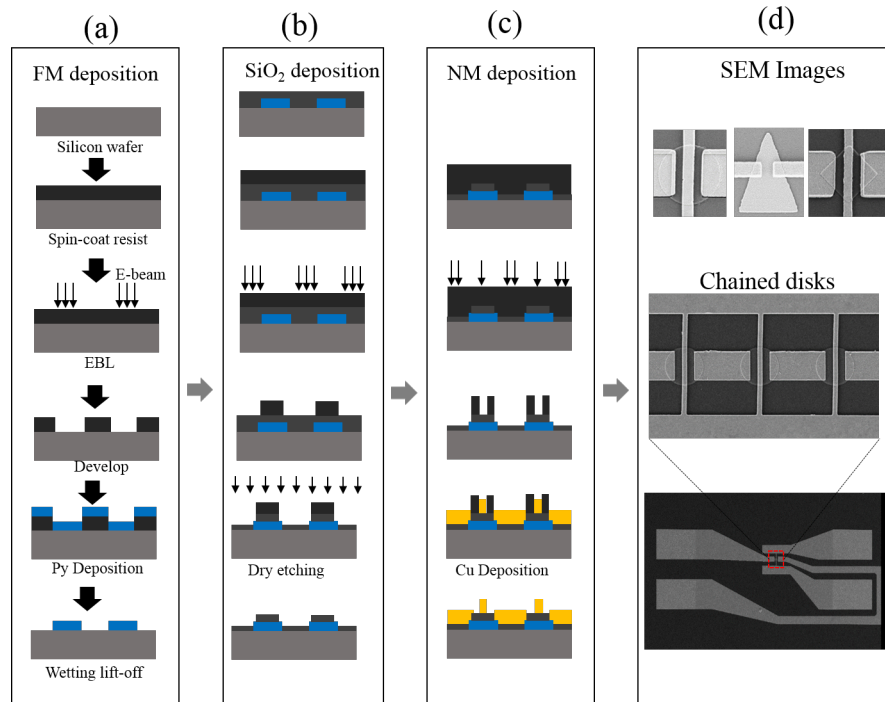 (a)
FM deposition
Silicon wafer
Spin-coat resist
E-beam
EBL
Develop
Py Deposition
Wetting lift-off
(b)
SiO₂ deposition
Dry etching
(c)
NM deposition
Cu Deposition
(d)
SEM Images
Chained disks